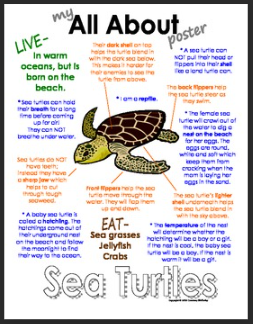 my
All About
poster
LIVE-
in warm
oceans, but is
born on the
beach.
Their dark shell on top
helps the turtle blend in
with the dark sea below.
This makes it harder for
their enemies to see the turtle
from above.
* A sea turtle can
NOT pull their head or
flippers into their shell
like a land turtle can.
The back flippers help
the sea turtle steer as
they swim.
* Sea turtles can hold
their breath for a long
time before coming
up for air!
They can NOT
breathe under water.
* I am a reptile.
* The female sea
turtle will crawl out of
the water to dig a
nest on the beach
for her eggs. The
eggs are round,
white and soft which
keep them from
cracking when the
mom is laying her
eggs in the sand.
Sea turtles do NOT
have teeth;
instead they have
a sharp jaw which
helps to cut
through tough
seaweed.
Front flippers help the sea
turtle move through the
water. They will flap them
up and down.
The sea turtle's lighter
shell underneath helps
the sea turtle blend in
with the sky above.
* A baby sea turtle is
called a hatchling. The
hatchlings come out of
their underground nest
on the beach and follow
the moonlight to find
their way to the ocean.
EAT-
Sea grasses
Jellyfish
Crabs
* The temperature of the nest
will determine whether the
hatchling will be a boy or a girl.
If the nest is cool, the baby sea
turtle will be a boy, if the nest is
warm it will be a girl.
Sea Turtles